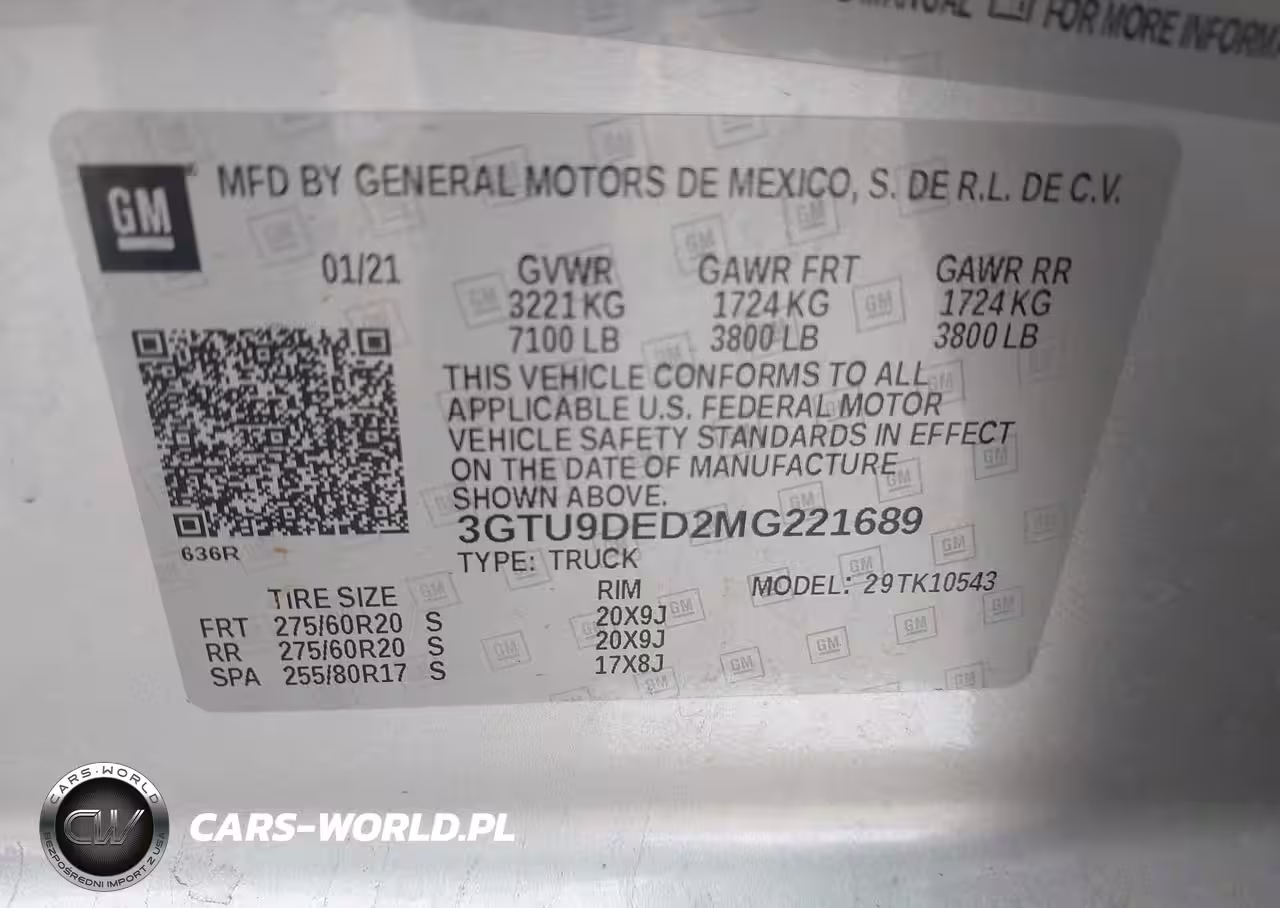 MANUAL FOR MORE INFORM
GM
MFD BY GENERAL MOTORS DE MEXICO, S. DE R.L. DE C.V.
01/21 GVWR GAWR FRT GAWR RR
3221 KG 1724 KG 1724 KG
7100 LB 3800 LB 3800 LB
THIS VEHICLE CONFORMS TO ALL
APPLICABLE U.S. FEDERAL MOTOR
VEHICLE SAFETY STANDARDS IN EFFECT
ON THE DATE OF MANUFACTURE
SHOWN ABOVE.
3GTU9DED2MG221689
636R
TYPE: TRUCK
TIRE SIZE RIM MODEL: 29TK10543
FRT 275/60R20 S 20X9J
RR 275/60R20 S 20X9J
SPA 255/80R17 S 17X8J
CARS-WORLD
CW
BEZPOŚREDNI IMPORT Z USA
CARS-WORLD.PL